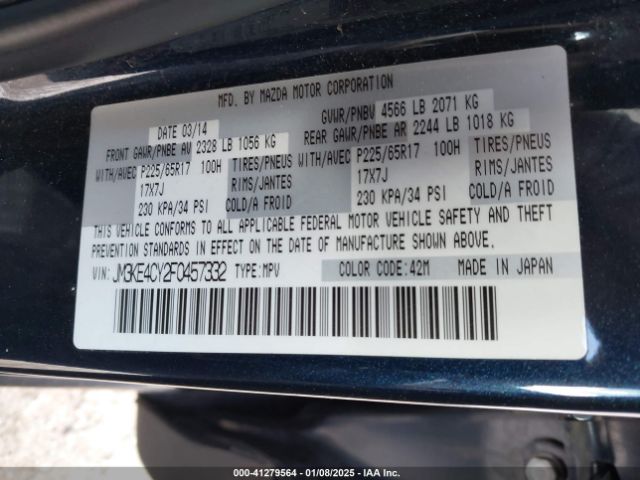 MFD. BY MAZDA MOTOR CORPORATION
DATE 03/14 GVWR/PNBV 4566 LB 2071 KG
FRONT GAWR/PNBE AV 2328 LB 1056 KG REAR GAWR/PNBE AR 2244 LB 1018 KG
WITH/AVEC P225/65R17 100H TIRES/PNEUS WITH/AVEC P225/65R17 100H TIRES/PNEUS
17X7J RIMS/JANTES 17X7J RIMS/JANTES
230 KPA/34 PSI COLD/A FROID 230 KPA/34 PSI COLD/A FROID
THIS VEHICLE CONFORMS TO ALL APPLICABLE FEDERAL MOTOR VEHICLE SAFETY AND THEFT
PREVENTION STANDARDS IN EFFECT ON THE DATE OF MANUFACTURE SHOWN ABOVE.
VIN: JM3KE4CY2F0457332 TYPE: MPV COLOR CODE: 42M MADE IN JAPAN
000-41279564 | 01/08/2025 | IAA Inc.